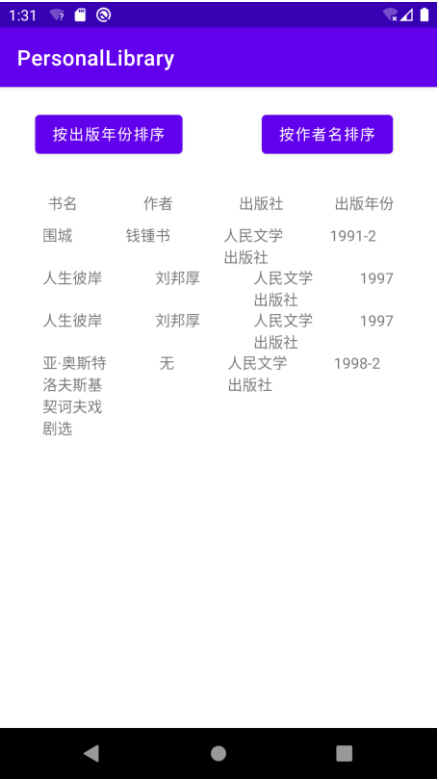 1:31
PersonalLibrary
按出版年份排序 按作者名排序
书名 作者 出版社 出版年份
围城 钱锺书 人民文学 1991-2
出版社
人生彼岸 刘邦厚 人民文学 1997
出版社
人生彼岸 刘邦厚 人民文学 1997
出版社
亚·奥斯特 无 人民文学 1998-2
洛夫斯基 出版社
契诃夫戏
剧选